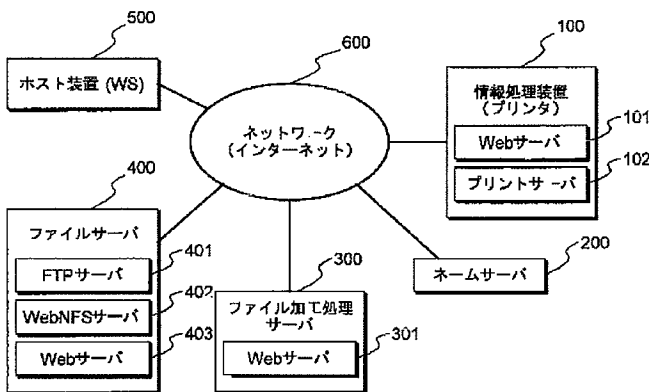 500
ホスト装置 (WS)
600
ネットワーク
(インターネット)
100
情報処理装置
(プリンタ)
Webサーバ
101
プリントサーバ
102
400
ファイルサーバ
FTPサーバ
401
WebNFSサーバ
402
Webサーバ
403
300
ファイル加工処理
サーバ
Webサーバ
301
ネームサーバ
200